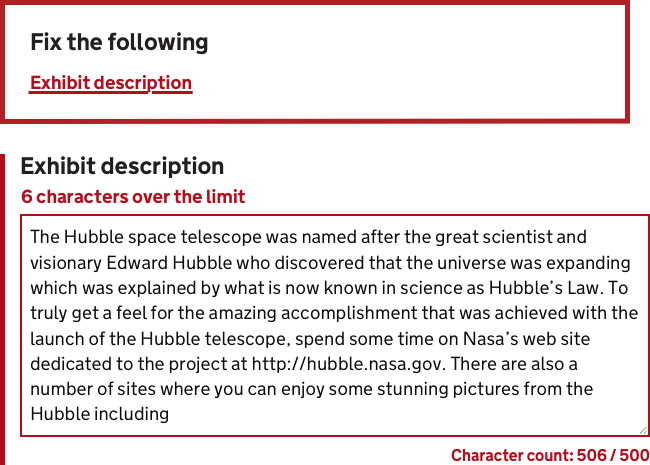 Fix the following
Exhibit description
Exhibit description
6 characters over the limit
The Hubble space telescope was named after the great scientist and
visionary Edward Hubble who discovered that the universe was expanding
which was explained by what is now known in science as Hubble's Law. To
truly get a feel for the amazing accomplishment that was achieved with the
launch of the Hubble telescope, spend some time on Nasa's web site
dedicated to the project at http://hubble.nasa.gov. There are also a
number of sites where you can enjoy some stunning pictures from the
Hubble including
Character count: 506 / 500